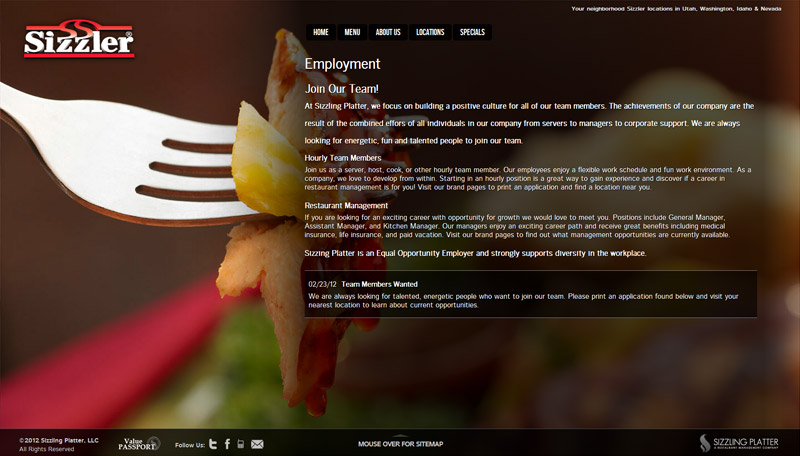 Your neighborhood Sizzler locations in Utah, Washington, Idaho & Nevada
Sizzler®
HOME MENU ABOUT US LOCATIONS SPECIALS
Employment
Join Our Team!
At Sizzling Platter, we focus on building a positive culture for all of our team members. The achievements of our company are the
result of the combined effors of all individuals in our company from servers to managers to corporate support. We are always
looking for energetic, fun and talented people to join our team.
Hourly Team Members
Join us as a server, host, cook, or other hourly team member. Our employees enjoy a flexible work schedule and fun work environment. As a
company, we love to develop from within. Starting in an hourly position is a great way to gain experience and discover if a career in
restaurant management is for you! Visit our brand pages to print an application and find a location near you.
Restaurant Management
If you are looking for an exciting career with opportunity for growth we would love to meet you. Positions include General Manager,
Assistant Manager, and Kitchen Manager. Our managers enjoy an exciting career path and receive great benefits including medical
insurance, life insurance, and paid vacation. Visit our brand pages to find out what management opportunities are currently available.
Sizzling Platter is an Equal Opportunity Employer and strongly supports diversity in the workplace.
02/23/12 Team Members Wanted
We are always looking for talented, energetic people who want to join our team. Please print an application found below and visit your
nearest location to learn about current opportunities.
©2012 Sizzling Platter, LLC
All Rights Reserved
Value
PASSPORT
Follow Us:
MOUSE OVER FOR SITEMAP
SIZZLING PLATTER
A RESTAURANT MANAGEMENT COMPANY